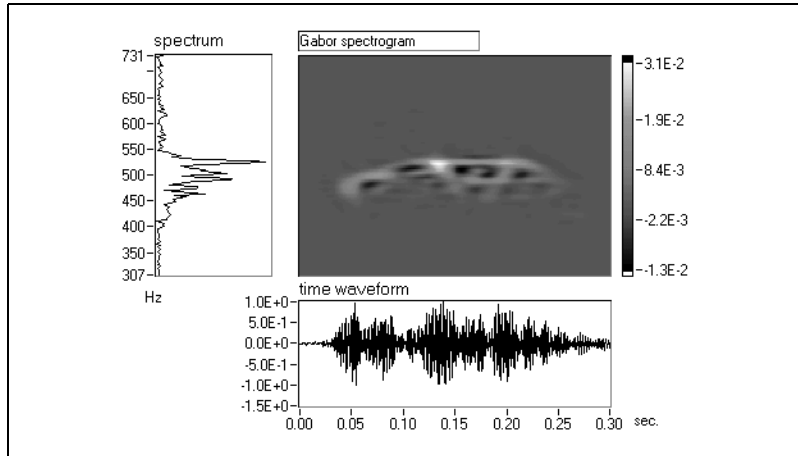 spectrum
Gabor spectrogram
731
650
600
550
500
450
400
350
307
Hz
3.1E-2
1.9E-2
8.4E-3
-2.2E-3
-1.3E-2
time waveform
1.0E+0
5.0E-1
0.0E+0
-5.0E-1
-1.0E+0
-1.5E+0
0.00 0.05 0.10 0.15 0.20 0.25 0.30 sec.